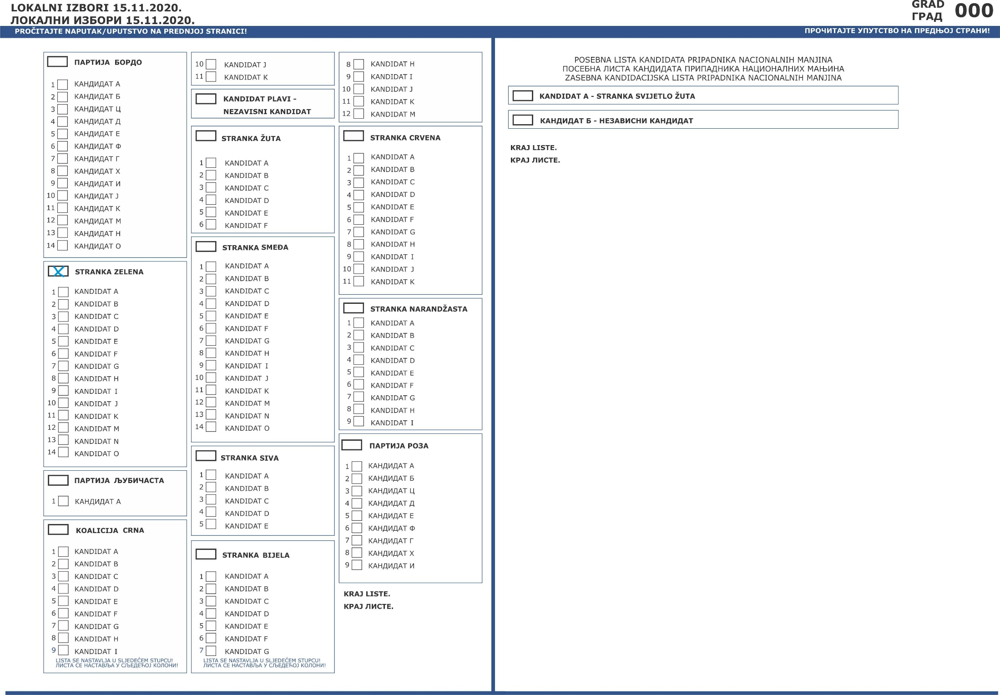 LOKALNI IZBORI 15.11.2020.
ЛОКАЛНИ ИЗБОРИ 15.11.2020.
GRAD
ГРАД
000
PROČITAJTE NAPUTAK/UPUTSTVO NA PREDNJOJ STRANICI!
ПРОЧИТАЈТЕ УПУТСТВО НА ПРЕДЊОЈ СТРАНИ!
ПАРТИЈА БОРДО
1 КАНДИДАТ А
2 КАНДИДАТ Б
3 КАНДИДАТ Ц
4 КАНДИДАТ Д
5 КАНДИДАТ Е
6 КАНДИДАТ Ф
7 КАНДИДАТ Г
8 КАНДИДАТ Х
9 КАНДИДАТ И
10 КАНДИДАТ Ј
11 КАНДИДАТ К
12 КАНДИДАТ М
13 КАНДИДАТ Н
14 КАНДИДАТ О
X STRANKA ZELENA
1 KANDIDAT A
2 KANDIDAT B
3 KANDIDAT C
4 KANDIDAT D
5 KANDIDAT E
6 KANDIDAT F
7 KANDIDAT G
8 KANDIDAT H
9 KANDIDAT I
10 KANDIDAT J
11 KANDIDAT K
12 KANDIDAT M
13 KANDIDAT N
14 KANDIDAT O
ПАРТИЈА ЉУБИЧАСТА
1 КАНДИДАТ А
KOALICIJA CRNA
1 KANDIDAT A
2 KANDIDAT B
3 KANDIDAT C
4 KANDIDAT D
5 KANDIDAT E
6 KANDIDAT F
7 KANDIDAT G
8 KANDIDAT H
9 KANDIDAT I
LISTA SE NASTAVLJA U SLJEDEĆEM STUPCU!
ЛИСТА СЕ НАСТАВЉА У СЉЕДЕЋОЈ КОЛОНИ!
10 KANDIDAT J
11 KANDIDAT K
KANDIDAT PLAVI -
NEZAVISNI KANDIDAT
STRANKA ŽUTA
1 KANDIDAT A
2 KANDIDAT B
3 KANDIDAT C
4 KANDIDAT D
5 KANDIDAT E
6 KANDIDAT F
STRANKA SMEĐA
1 KANDIDAT A
2 KANDIDAT B
3 KANDIDAT C
4 KANDIDAT D
5 KANDIDAT E
6 KANDIDAT F
7 KANDIDAT G
8 KANDIDAT H
9 KANDIDAT I
10 KANDIDAT J
11 KANDIDAT K
12 KANDIDAT M
13 KANDIDAT N
14 KANDIDAT O
STRANKA SIVA
1 KANDIDAT A
2 KANDIDAT B
3 KANDIDAT C
4 KANDIDAT D
5 KANDIDAT E
STRANKA BIJELA
1 KANDIDAT A
2 KANDIDAT B
3 KANDIDAT C
4 KANDIDAT D
5 KANDIDAT E
6 KANDIDAT F
7 KANDIDAT G
LISTA SE NASTAVLJA U SLJEDEĆEM STUPCU!
ЛИСТА СЕ НАСТАВЉА У СЉЕДЕЋОЈ КОЛОНИ!
8 KANDIDAT H
9 KANDIDAT I
10 KANDIDAT J
11 KANDIDAT K
12 KANDIDAT M
STRANKA CRVENA
1 KANDIDAT A
2 KANDIDAT B
3 KANDIDAT C
4 KANDIDAT D
5 KANDIDAT E
6 KANDIDAT F
7 KANDIDAT G
8 KANDIDAT H
9 KANDIDAT I
10 KANDIDAT J
11 KANDIDAT K
STRANKA NARANDŽASTA
1 KANDIDAT A
2 KANDIDAT B
3 KANDIDAT C
4 KANDIDAT D
5 KANDIDAT E
6 KANDIDAT F
7 KANDIDAT G
8 KANDIDAT H
9 KANDIDAT I
ПАРТИЈА РОЗА
1 КАНДИДАТ А
2 КАНДИДАТ Б
3 КАНДИДАТ Ц
4 КАНДИДАТ Д
5 КАНДИДАТ Е
6 КАНДИДАТ Ф
7 КАНДИДАТ Г
8 КАНДИДАТ Х
9 КАНДИДАТ И
KRAJ LISTE.
КРАЈ ЛИСТЕ.
POSEBNA LISTA KANDIDATA PRIPADNIKA NACIONALNIH MANJINA
ПОСЕБНА ЛИСТА КАНДИДАТА ПРИПАДНИКА НАЦИОНАЛНИХ МАЊИНА
ZASEBNA KANDIDACIJSKA LISTA PRIPADNIKA NACIONALNIH MANJINA
KANDIDAT A - STRANKA SVIJETLO ŽUTA
КАНДИДАТ Б - НЕЗАВИСНИ КАНДИДАТ
KRAJ LISTE.
КРАЈ ЛИСТЕ.